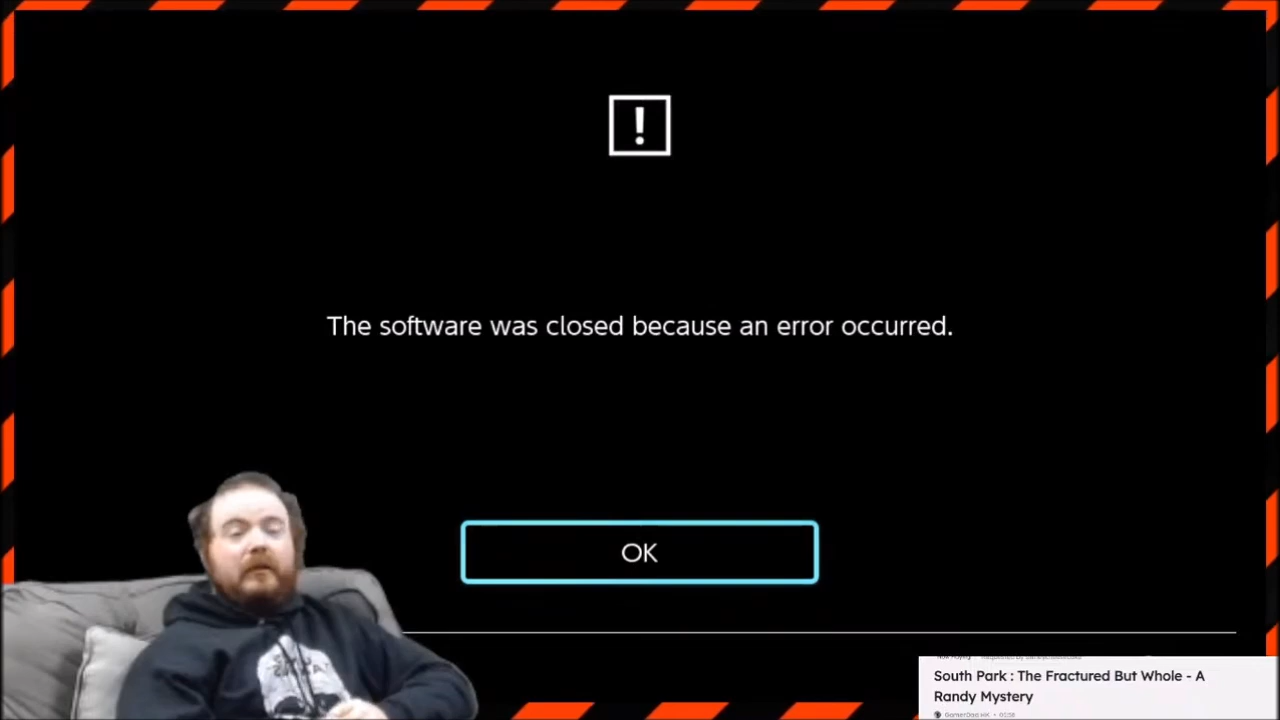 !
The software was closed because an error occurred.
OK
South Park : The Fractured But Whole - A
Randy Mystery